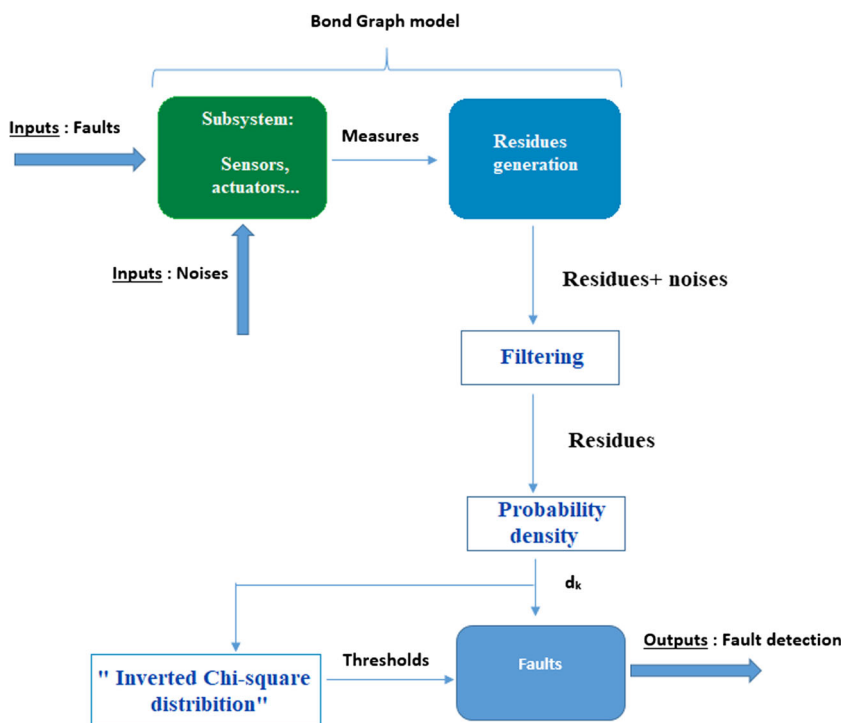 Bond Graph model
Inputs : Faults
Subsystem:
Sensors,
actuators...
Measures
Residues
generation
Inputs : Noises
Residues+ noises
Filtering
Residues
Probability
density
dₖ
" Inverted Chi-square
distribition"
Thresholds
Faults
Outputs : Fault detection